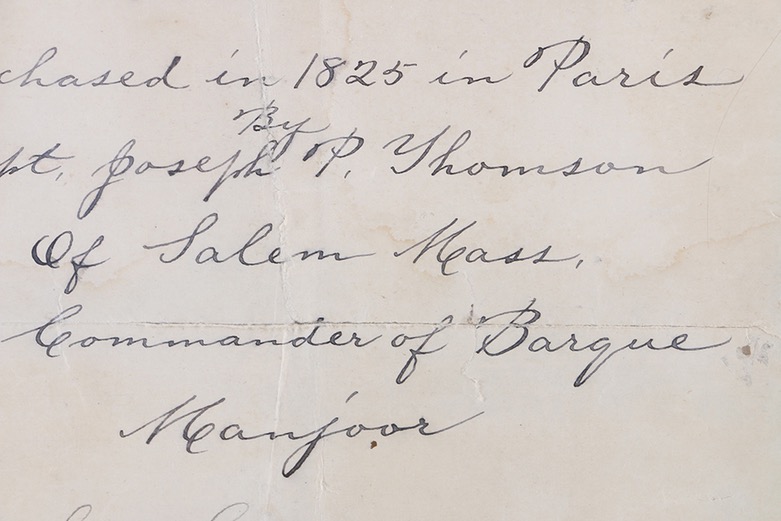 chased in 1825 in Paris
By
pt, Joseph P. Thomson
Of Salem Mass,
Commander of Barque
Manjoor